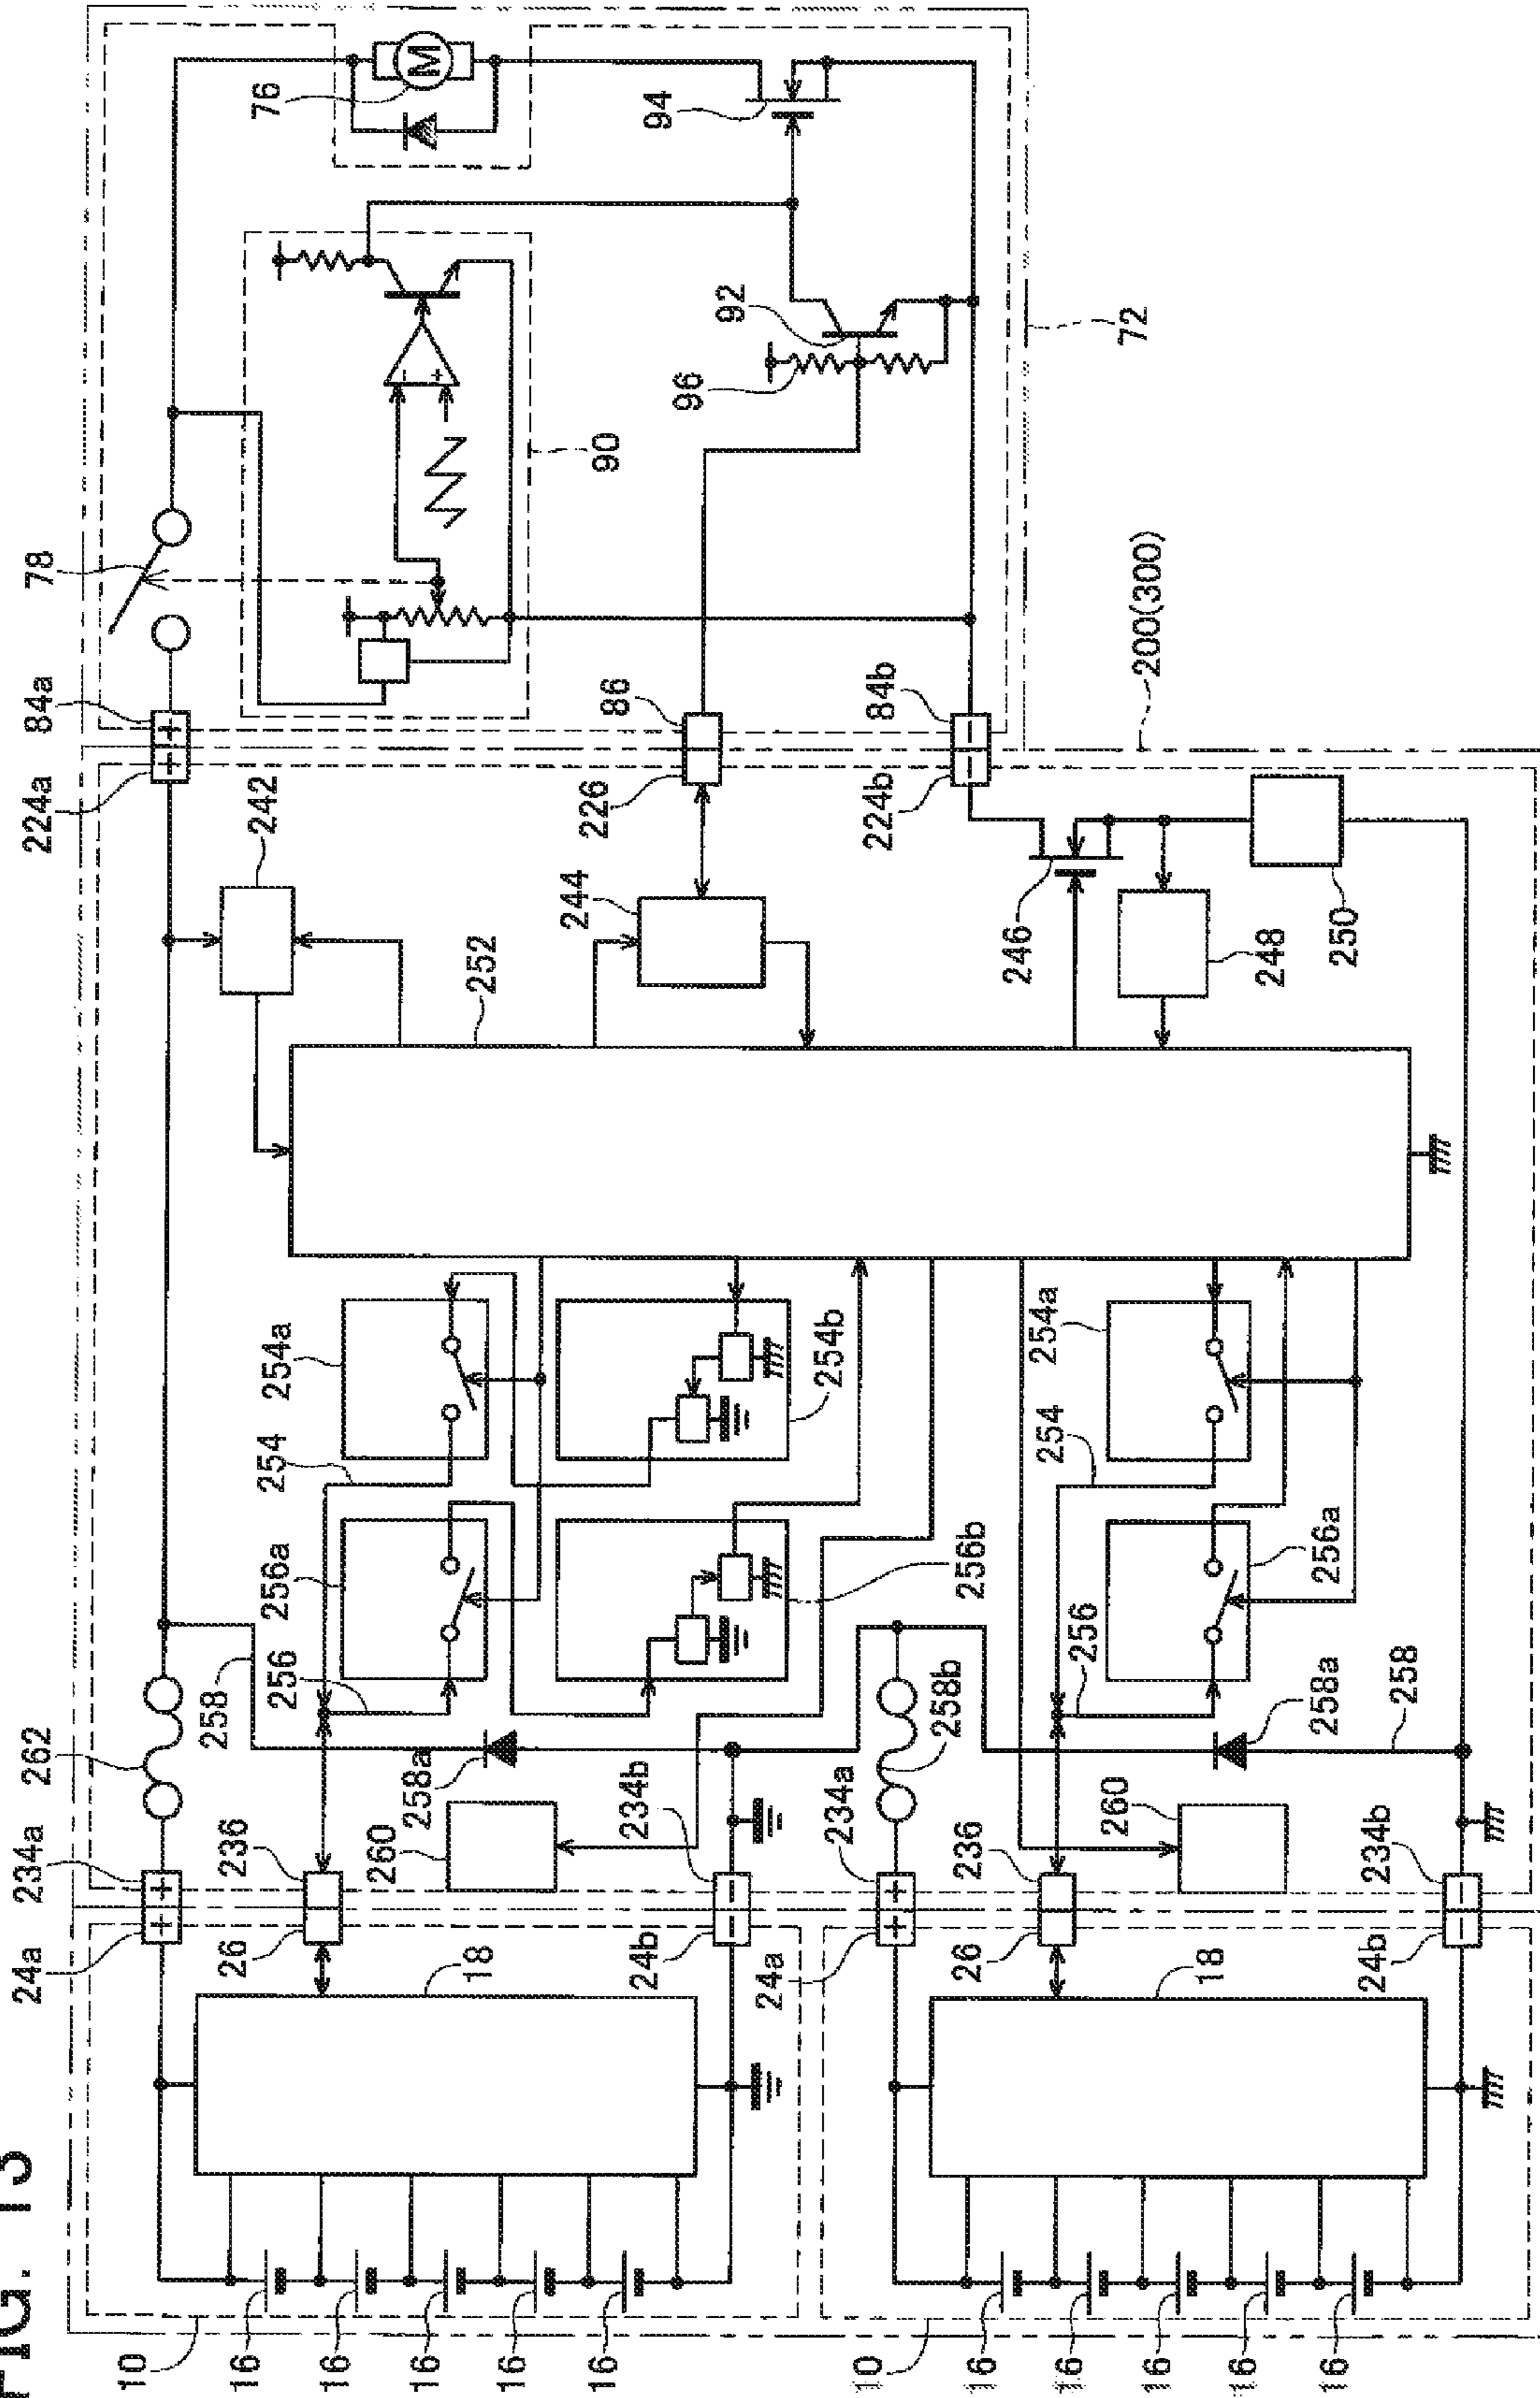 FIG. 13
24a
234a
262
224a
84a
78
+
+
+
+
10
16
26
236
258
256
256a
254
254a
242
76
16
16
16
16
18
260
258a
252
M
-
+
90
24b
234b
244
226
86
96
92
94
-
-
256b
254b
24a
234a
258b
224b
84b
+
+
-
-
10
16
16
16
16
16
26
236
256
254
254a
246
18
260
256a
248
72
200(300)
24b
234b
258a
258
250
-
-